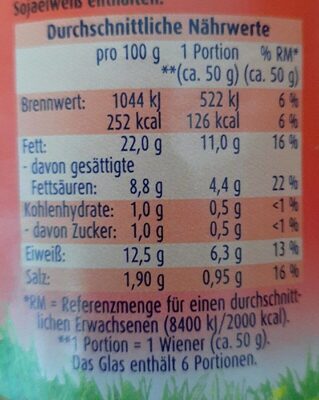 Sojaeiweiß enthalten.
Durchschnittliche Nährwerte
pro 100 g 1 Portion % RM*
**(ca. 50 g) (ca. 50 g)
Brennwert: 1044 kJ 522 kJ 6 %
252 kcal 126 kcal 6 %
Fett: 22,0 g 11,0 g 16 %
- davon gesättigte
Fettsäuren: 8,8 g 4,4 g 22 %
Kohlenhydrate: 1,0 g 0,5 g <1 %
- davon Zucker: 1,0 g 0,5 g <1 %
Eiweiß: 12,5 g 6,3 g 13 %
Salz: 1,90 g 0,95 g 16 %
*RM = Referenzmenge für einen durchschnitt-
lichen Erwachsenen (8400 kJ/2000 kcal).
**1 Portion = 1 Wiener (ca. 50 g).
Das Glas enthält 6 Portionen.